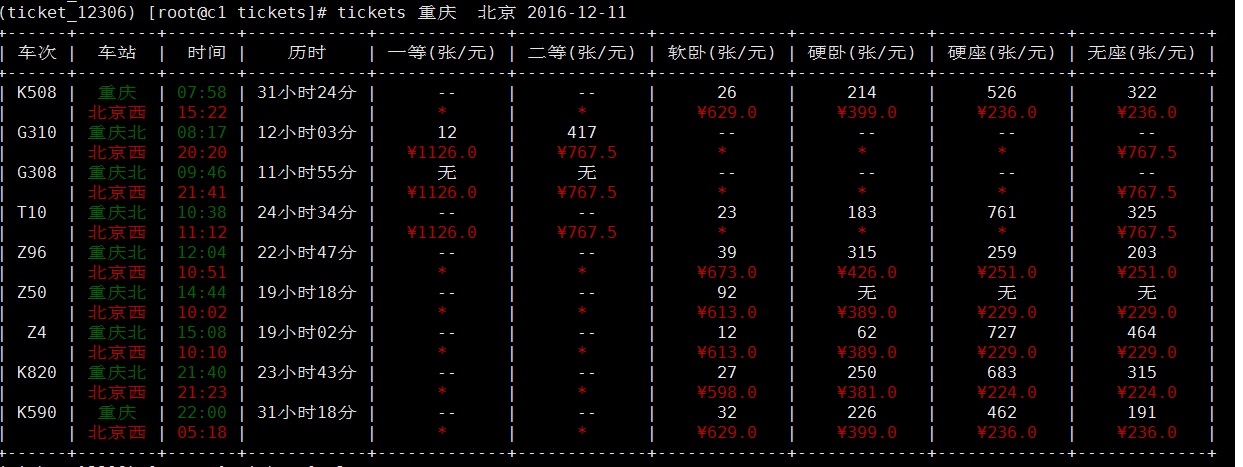 (ticket_12306) [root@c1 tickets]# tickets 重庆  北京 2016-12-11
+------+--------+-------+------------+-------------+-------------+-------------+-------------+-------------+-------------+
| 车次 | 车站 | 时间 | 历时 | 一等(张/元) | 二等(张/元) | 软卧(张/元) | 硬卧(张/元) | 硬座(张/元) | 无座(张/元) |
+------+--------+-------+------------+-------------+-------------+-------------+-------------+-------------+-------------+
| K508 | 重庆 | 07:58 | 31小时24分 | -- | -- | 26 | 214 | 526 | 322 |
| | 北京西 | 15:22 | | * | * | ¥629.0 | ¥399.0 | ¥236.0 | ¥236.0 |
| G310 | 重庆北 | 08:17 | 12小时03分 | 12 | 417 | -- | -- | -- | -- |
| | 北京西 | 20:20 | | ¥1126.0 | ¥767.5 | * | * | * | ¥767.5 |
| G308 | 重庆北 | 09:46 | 11小时55分 | 无 | 无 | -- | -- | -- | -- |
| | 北京西 | 21:41 | | ¥1126.0 | ¥767.5 | * | * | * | ¥767.5 |
| T10 | 重庆北 | 10:38 | 24小时34分 | -- | -- | 23 | 183 | 761 | 325 |
| | 北京西 | 11:12 | | ¥1126.0 | ¥767.5 | * | * | * | ¥767.5 |
| Z96 | 重庆北 | 12:04 | 22小时47分 | -- | -- | 39 | 315 | 259 | 203 |
| | 北京西 | 10:51 | | * | * | ¥673.0 | ¥426.0 | ¥251.0 | ¥251.0 |
| Z50 | 重庆北 | 14:44 | 19小时18分 | -- | -- | 92 | 无 | 无 | 无 |
| | 北京西 | 10:02 | | * | * | ¥613.0 | ¥389.0 | ¥229.0 | ¥229.0 |
| Z4 | 重庆北 | 15:08 | 19小时02分 | -- | -- | 12 | 62 | 727 | 464 |
| | 北京西 | 10:10 | | * | * | ¥613.0 | ¥389.0 | ¥229.0 | ¥229.0 |
| K820 | 重庆北 | 21:40 | 23小时43分 | -- | -- | 27 | 250 | 683 | 315 |
| | 北京西 | 21:23 | | * | * | ¥598.0 | ¥381.0 | ¥224.0 | ¥224.0 |
| K590 | 重庆 | 22:00 | 31小时18分 | -- | -- | 32 | 226 | 462 | 191 |
| | 北京西 | 05:18 | | * | * | ¥629.0 | ¥399.0 | ¥236.0 | ¥236.0 |
+------+--------+-------+------------+-------------+-------------+-------------+-------------+-------------+-------------+